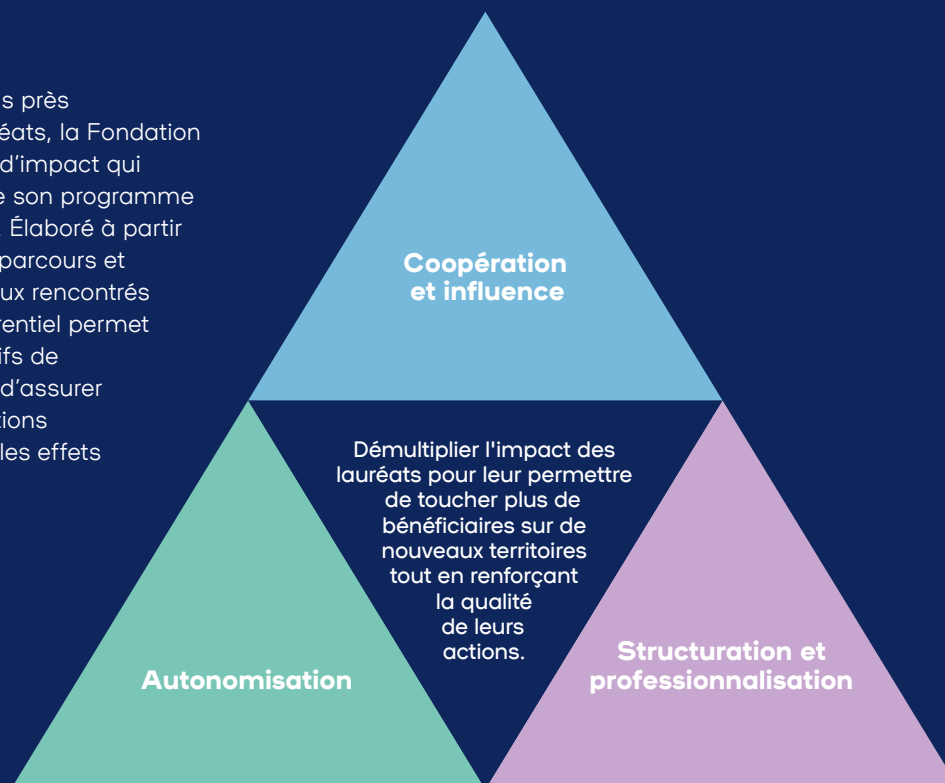 s près
éats, la Fondation
d'impact qui
e son programme
. Élaboré à partir
parcours et
ux rencontrés
entiel permet
ifs de
d'assurer
ions
les effets
Coopération
et influence
Démultiplier l'impact des
lauréats pour leur permettre
de toucher plus de
bénéficiaires sur de
nouveaux territoires
tout en renforçant
la qualité
de leurs
actions.
Autonomisation
Structuration et
professionnalisation